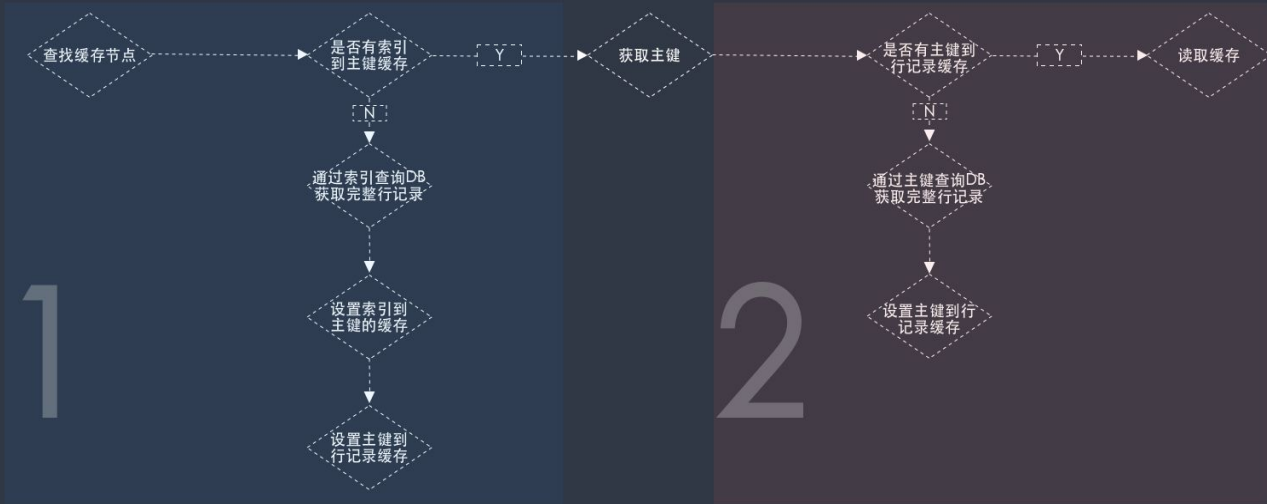 查找缓存节点
是否有索引
到主键缓存
Y
获取主键
是否有主键到
行记录缓存
Y
读取缓存
N
N
通过索引查询DB
获取完整行记录
通过主键查询DB
获取完整行记录
1
设置索引到
主键的缓存
2
设置主键到行
记录缓存
设置主键到
行记录缓存